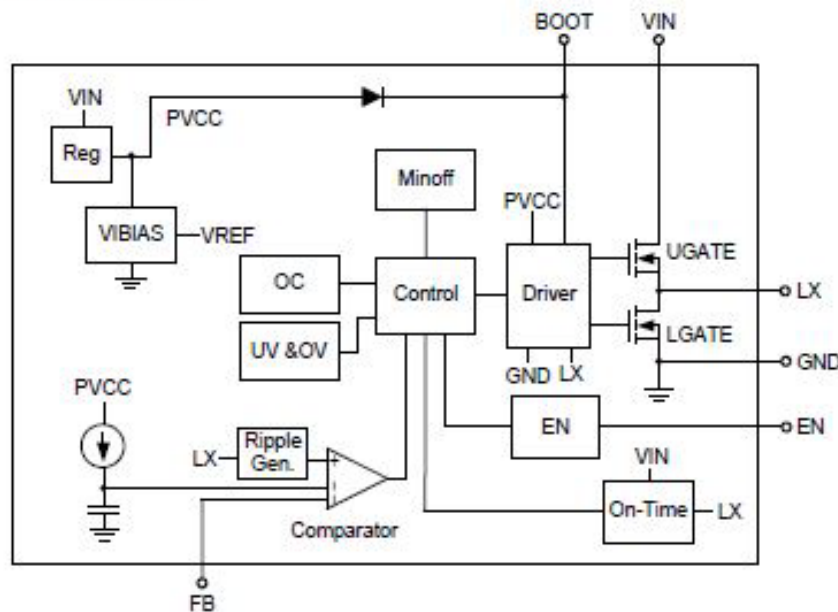 BOOT
VIN
VIN
PVCC
Reg
Minoff
PVCC
VIBIAS
VREF
UGATE
OC
Control
Driver
LX
UV &OV
LGATE
GND
LX
GND
PVCC
EN
EN
LX
Ripple
Gen.
VIN
On-Time
LX
Comparator
FB